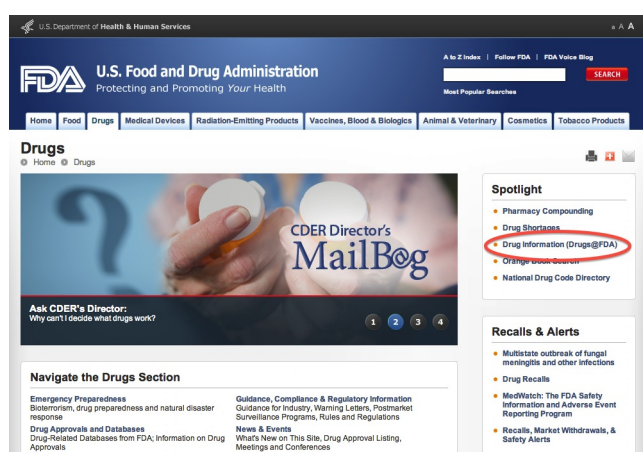 U.S. Department of Health & Human Services
a A A
A to Z Index | Follow FDA | FDA Voice Blog
FDA
U.S. Food and Drug Administration
Protecting and Promoting Your Health
SEARCH
Most Popular Searches
Home Food Drugs Medical Devices Radiation-Emitting Products Vaccines, Blood & Biologics Animal & Veterinary Cosmetics Tobacco Products
Drugs
Home Drugs
?
CDER Director's
MailBag
Ask CDER's Director:
Why can't I decide what drugs work?
1 2 3 4
Navigate the Drugs Section
Emergency Preparedness
Bioterrorism, drug preparedness and natural disaster
response
Drug Approvals and Databases
Drug-Related Databases from FDA; Information on Drug
Approvals
Guidance, Compliance & Regulatory Information
Guidance for Industry, Warning Letters, Postmarket
Surveillance Programs, Rules and Regulations
News & Events
What's New on This Site, Drug Approval Listing,
Meetings and Conferences
Spotlight
Pharmacy Compounding
Drug Shortages
Drug Information (Drugs@FDA)
Orange Book Search
National Drug Code Directory
Recalls & Alerts
Multistate outbreak of fungal
meningitis and other infections
Drug Recalls
MedWatch: The FDA Safety
Information and Adverse Event
Reporting Program
Recalls, Market Withdrawals, &
Safety Alerts